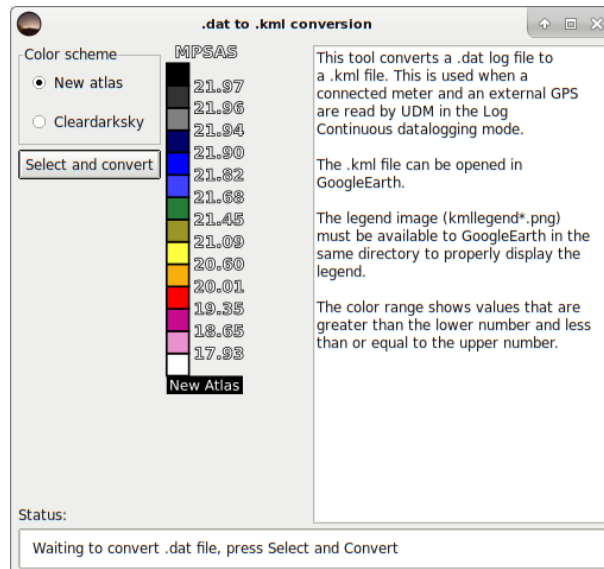 .dat to .kml conversion
Color scheme
New atlas
Cleardarksky
Select and convert
MPSAS
21.97
21.96
21.94
21.90
21.82
21.68
21.45
21.09
20.60
20.01
19.35
18.65
17.93
New Atlas
This tool converts a .dat log file to
a .kml file. This is used when a
connected meter and an external GPS
are read by UDM in the Log
Continuous datalogging mode.
The .kml file can be opened in
GoogleEarth.
The legend image (kmllegend*.png)
must be available to GoogleEarth in the
same directory to properly display the
legend.
The color range shows values that are
greater than the lower number and less
than or equal to the upper number.
Status:
Waiting to convert .dat file, press Select and Convert